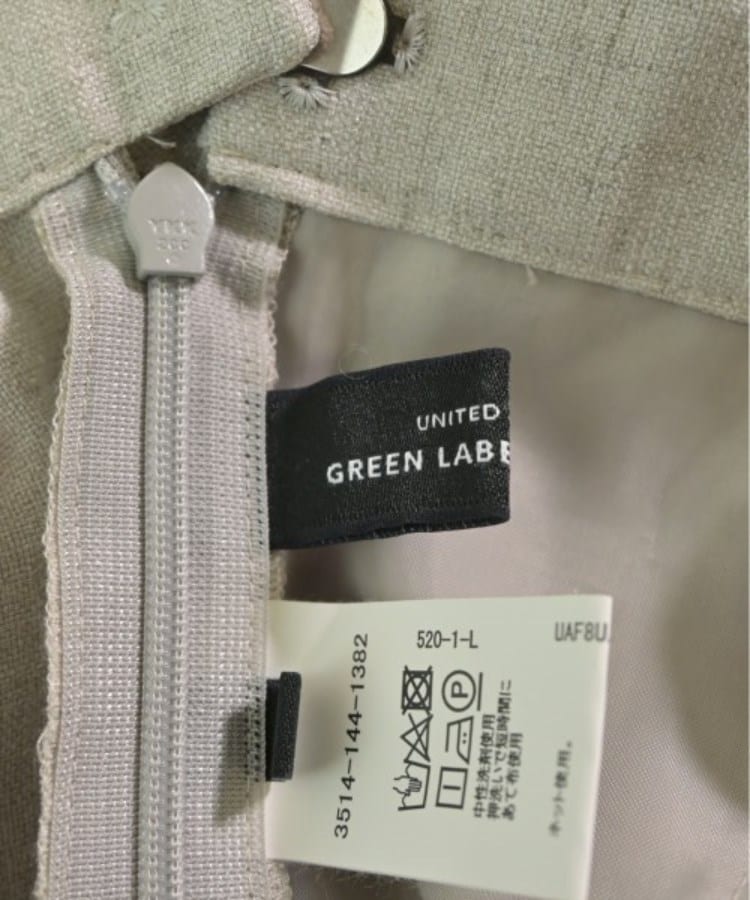 YKK
UNITED
GREEN LABE
520-1-L
UAF8U
3514-144-1382
中性洗剤使用
押洗いで短時間に
あて布使用
ネット使用。